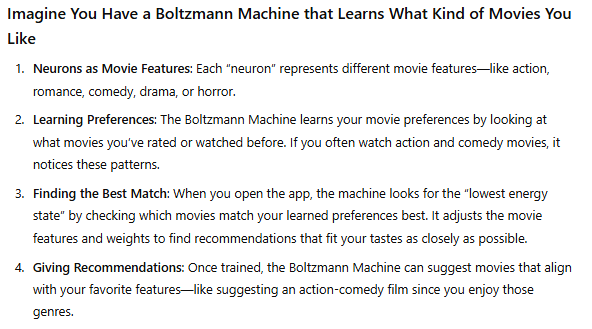 Imagine You Have a Boltzmann Machine that Learns What Kind of Movies You
Like
1. Neurons as Movie Features: Each "neuron" represents different movie features—like action,
romance, comedy, drama, or horror.
2. Learning Preferences: The Boltzmann Machine learns your movie preferences by looking at
what movies you've rated or watched before. If you often watch action and comedy movies, it
notices these patterns.
3. Finding the Best Match: When you open the app, the machine looks for the "lowest energy
state" by checking which movies match your learned preferences best. It adjusts the movie
features and weights to find recommendations that fit your tastes as closely as possible.
4. Giving Recommendations: Once trained, the Boltzmann Machine can suggest movies that align
with your favorite features—like suggesting an action-comedy film since you enjoy those
genres.